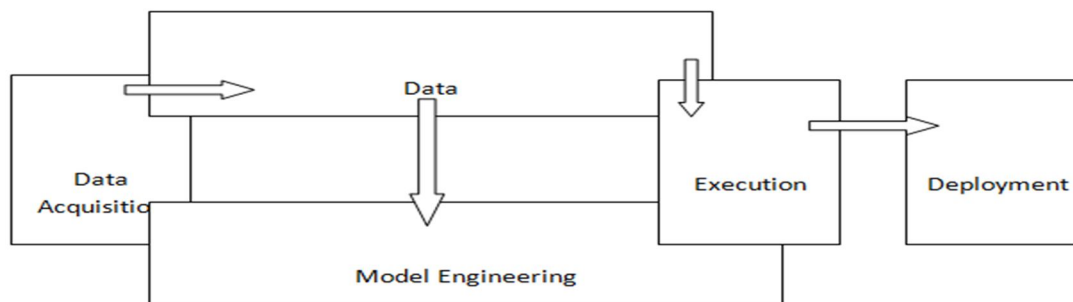 Data
Data
Acquisitio
Execution
Deployment
Model Engineering